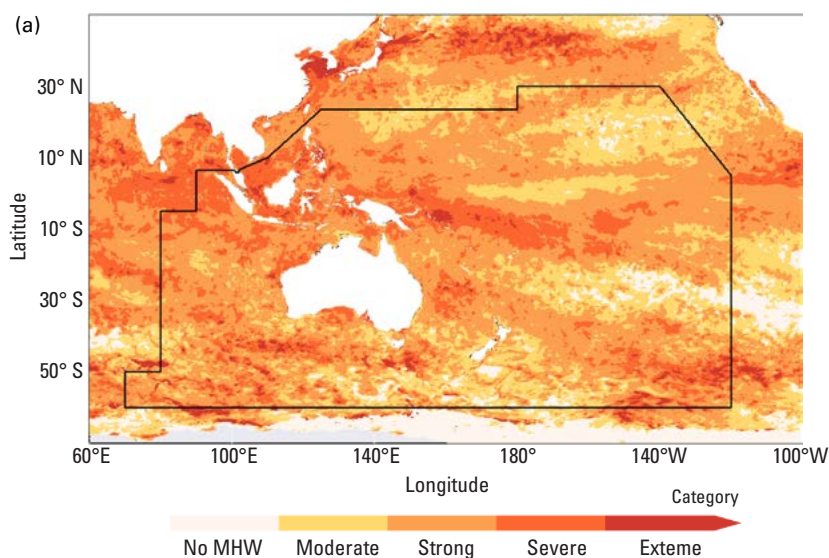 (a)
30° N
10° N
10° S
30° S
50° S
Latitude
60°E 100°E 140°E 180° 140°W 100°W
Longitude
Category
No MHW Moderate Strong Severe Exteme